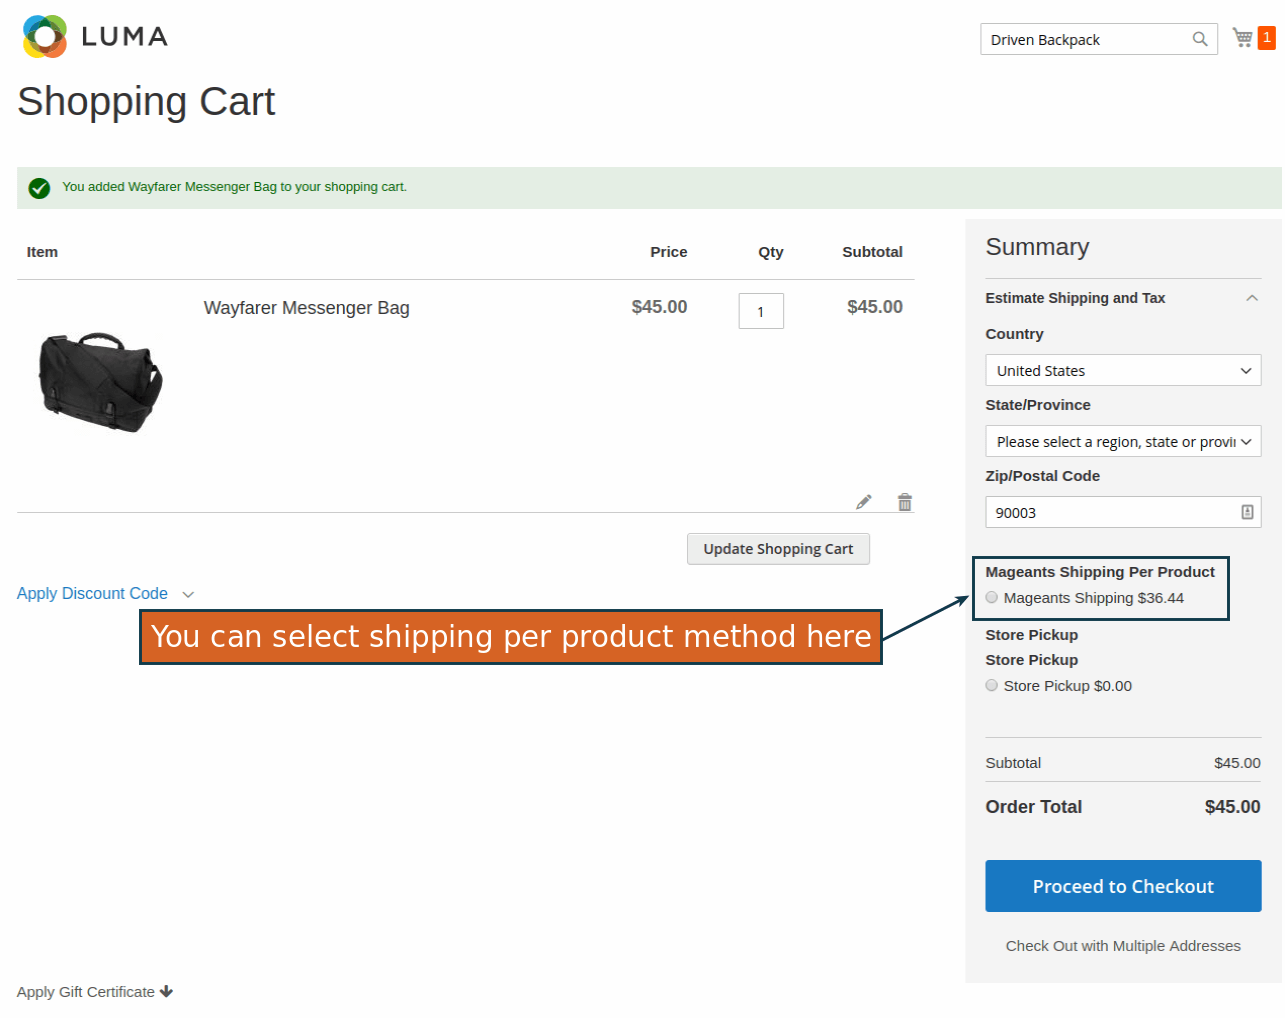 LUMA
Driven Backpack
1
Shopping Cart
You added Wayfarer Messenger Bag to your shopping cart.
Item Price Qty Subtotal
Wayfarer Messenger Bag $45.00 1 $45.00
Update Shopping Cart
Apply Discount Code
You can select shipping per product method here
Apply Gift Certificate
Summary
Estimate Shipping and Tax
Country
United States
State/Province
Please select a region, state or provin
Zip/Postal Code
90003
Mageants Shipping Per Product
Mageants Shipping $36.44
Store Pickup
Store Pickup
Store Pickup $0.00
Subtotal $45.00
Order Total $45.00
Proceed to Checkout
Check Out with Multiple Addresses